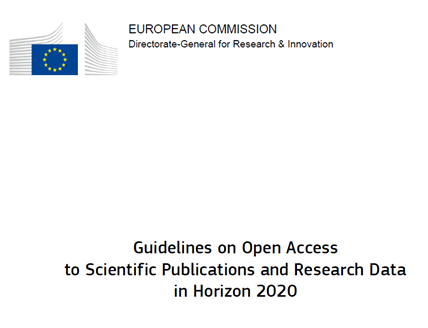 EUROPEAN COMMISSION
Directorate-General for Research & Innovation
Guidelines on Open Access
to Scientific Publications and Research Data
in Horizon 2020